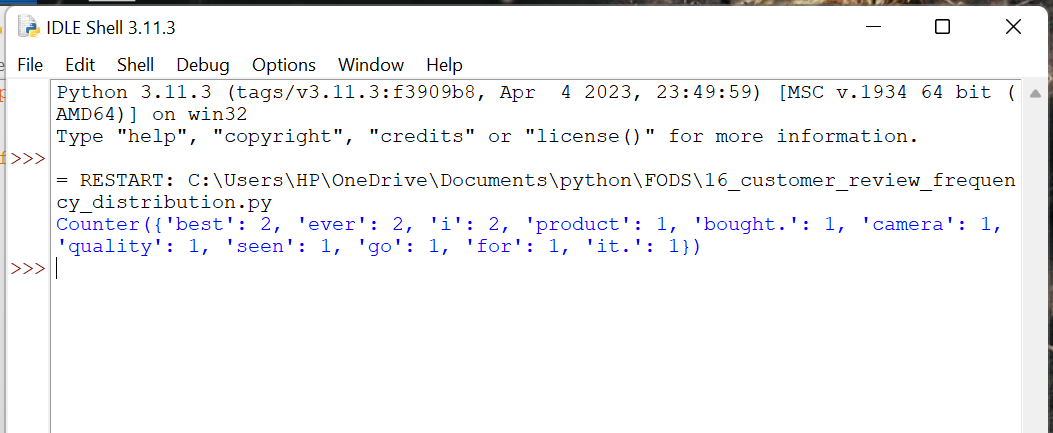 IDLE Shell 3.11.3
File Edit Shell Debug Options Window Help
Python 3.11.3 (tags/v3.11.3:f3909b8, Apr  4 2023, 23:49:59) [MSC v.1934 64 bit (
AMD64)] on win32
Type "help", "copyright", "credits" or "license()" for more information.
>>>
= RESTART: C:\Users\HP\OneDrive\Documents\python\FODS\16_customer_review_frequen
cy_distribution.py
Counter({'best': 2, 'ever': 2, 'i': 2, 'product': 1, 'bought.': 1, 'camera': 1,
'quality': 1, 'seen': 1, 'go': 1, 'for': 1, 'it.': 1})
>>>